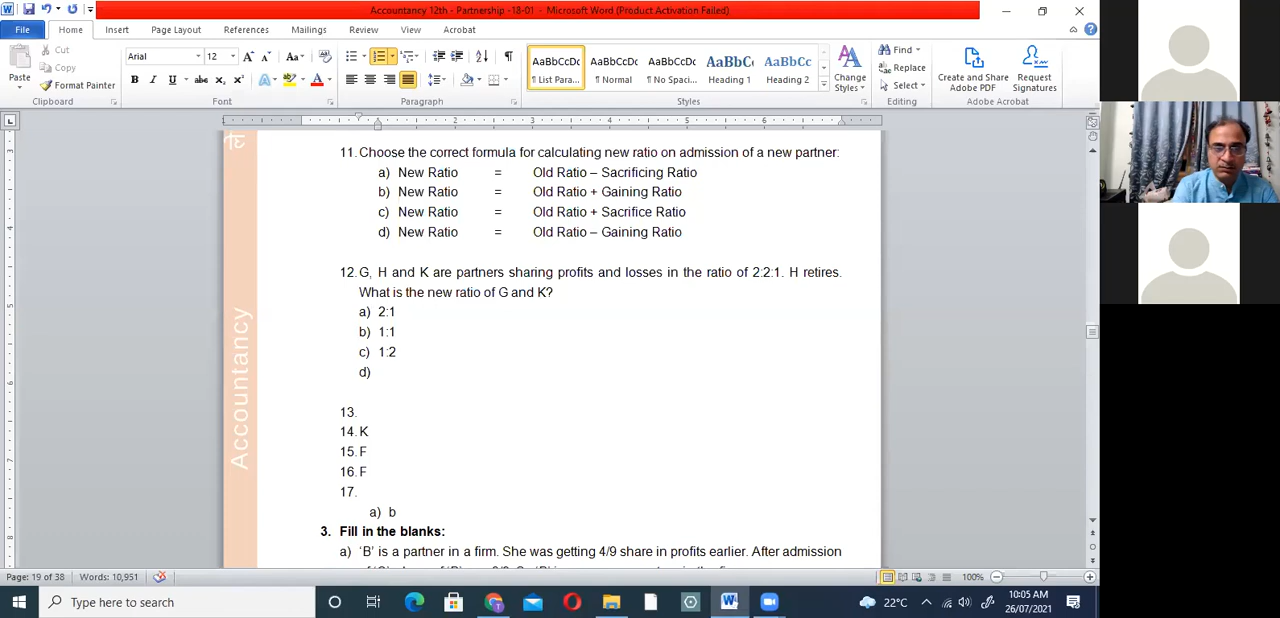 Accountancy 12th - Partnership -18-01 - Microsoft Word (Product Activation Failed)
File Home Insert Page Layout References Mailings Review View Acrobat
Paste
Cut
Copy
Format Painter
Clipboard
Arial 12
Font
Paragraph
AaBbCcDc AaBbCcDc AaBbCcDc AaBbC AaBbCc
¶ List Para... ¶ Normal ¶ No Spaci... Heading 1 Heading 2
Change Styles
Styles
Find
Replace
Select
Editing
Create and Share Adobe PDF
Request Signatures
Adobe Acrobat
11. Choose the correct formula for calculating new ratio on admission of a new partner:
a) New Ratio = Old Ratio – Sacrificing Ratio
b) New Ratio = Old Ratio + Gaining Ratio
c) New Ratio = Old Ratio + Sacrifice Ratio
d) New Ratio = Old Ratio – Gaining Ratio
12. G, H and K are partners sharing profits and losses in the ratio of 2:2:1. H retires.
What is the new ratio of G and K?
a) 2:1
b) 1:1
c) 1:2
d)
13.
14. K
15. F
16. F
17.
a) b
3. Fill in the blanks:
a) ‘B’ is a partner in a firm. She was getting 4/9 share in profits earlier. After admission
Accountancy
Page: 19 of 38 Words: 10,951 100%
Type here to search
22°C
10:05 AM
26/07/2021